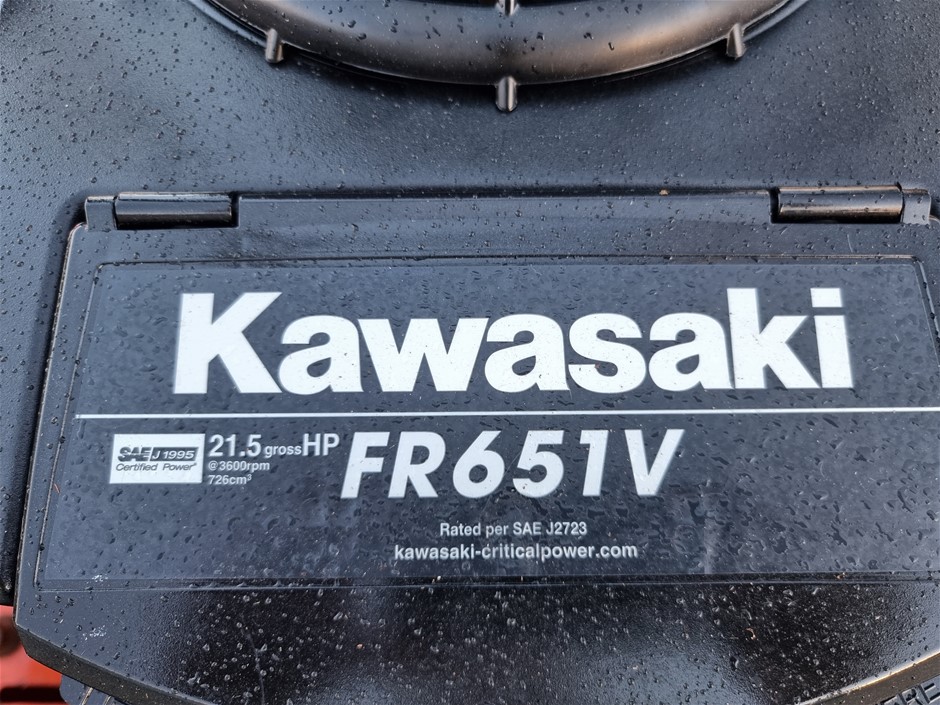 Kawasaki
SAE J1995
Certified Power
21.5 gross HP
@3600rpm
726cm³
FR651V
Rated per SAE J2723
kawasaki-criticalpower.com